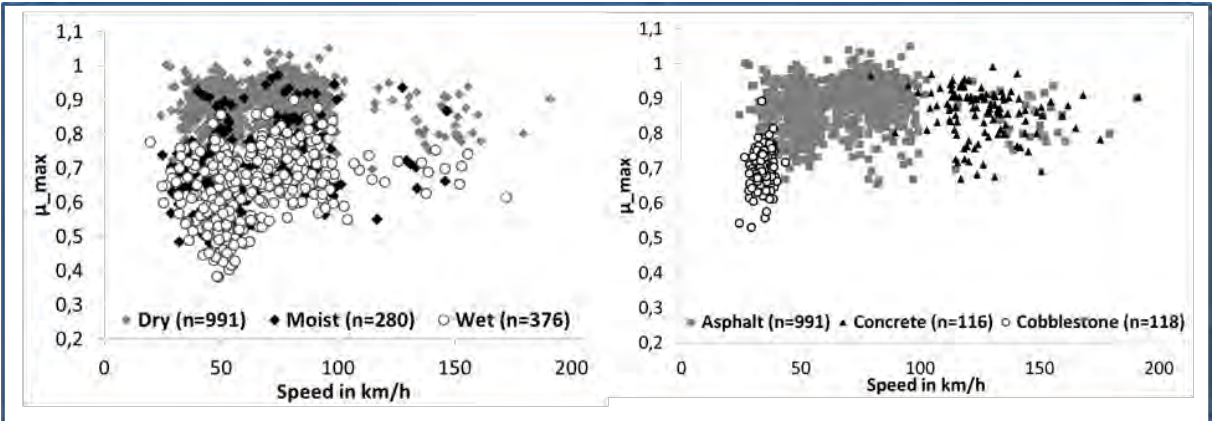 1,1
1
0,9
0,8
0,7
0,6
0,5
0,4
0,3
0,2
µ_max
Dry (n=991) Moist (n=280) Wet (n=376)
0 50 100 150 200
Speed in km/h
1,1
1
0,9
0,8
0,7
0,6
0,5
0,4
0,3
0,2
µ_max
Asphalt (n=991) Concrete (n=116) Cobblestone (n=118)
0 50 100 150 200
Speed in km/h